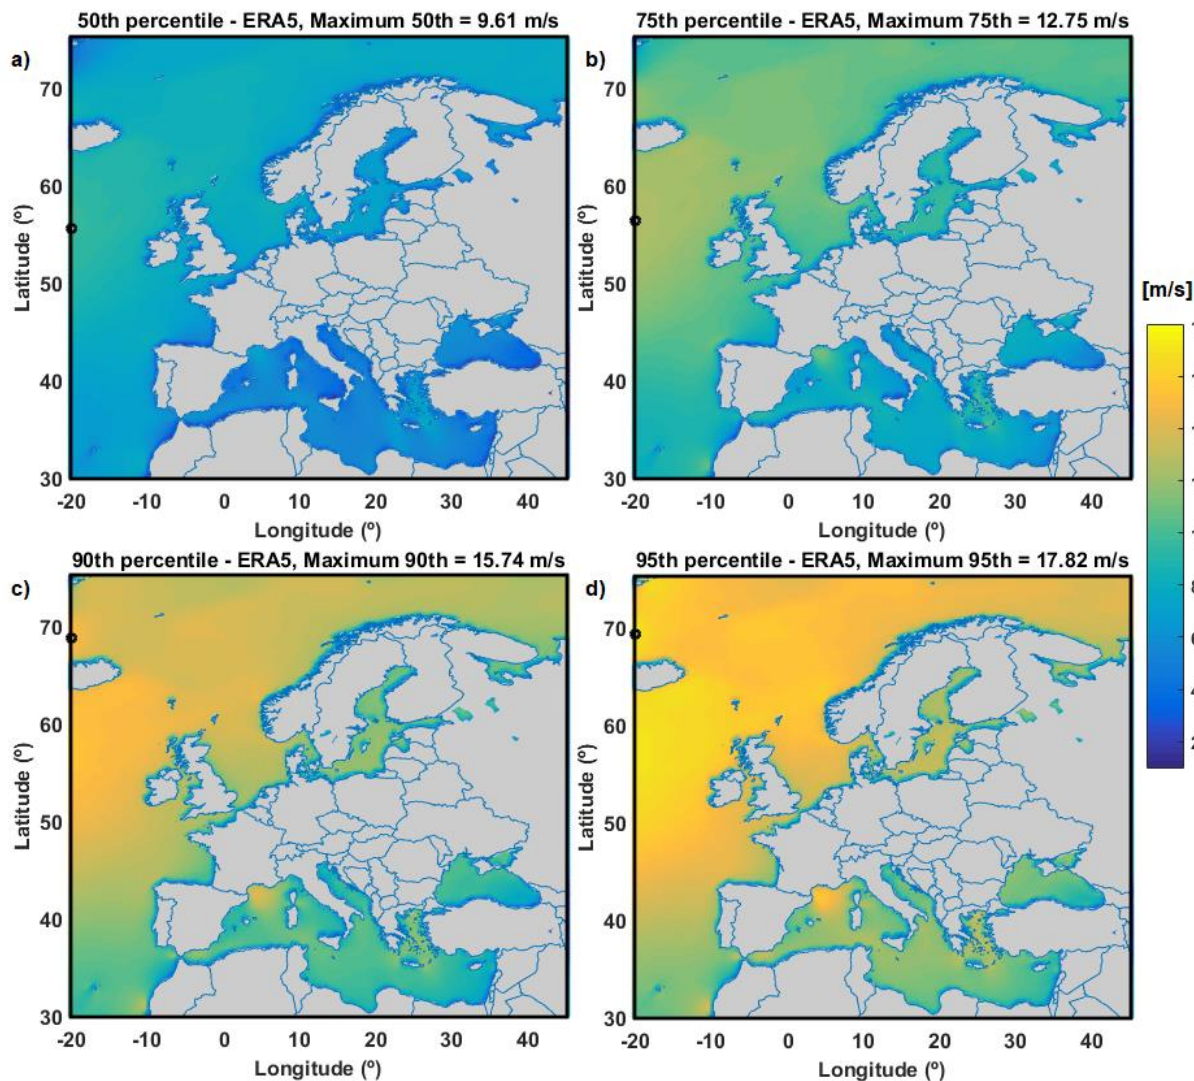 50th percentile - ERA5, Maximum 50th = 9.61 m/s
a)
70
60
50
40
30
Latitude (º)
-20 -10 0 10 20 30 40
Longitude (º)
75th percentile - ERA5, Maximum 75th = 12.75 m/s
b)
70
60
50
40
30
Latitude (º)
-20 -10 0 10 20 30 40
Longitude (º)
90th percentile - ERA5, Maximum 90th = 15.74 m/s
c)
70
60
50
40
30
Latitude (º)
-20 -10 0 10 20 30 40
Longitude (º)
95th percentile - ERA5, Maximum 95th = 17.82 m/s
d)
70
60
50
40
30
Latitude (º)
-20 -10 0 10 20 30 40
Longitude (º)
[m/s]
8
6
4
2